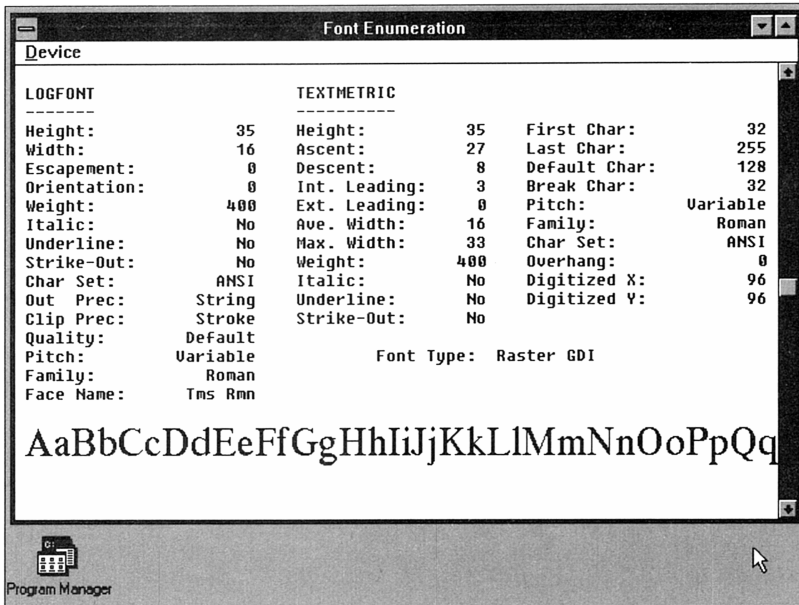 Font Enumeration
Device
LOGFONT TEXTMETRIC
------- ----------
Height: 35 Height: 35 First Char: 32
Width: 16 Ascent: 27 Last Char: 255
Escapement: 0 Descent: 8 Default Char: 128
Orientation: 0 Int. Leading: 3 Break Char: 32
Weight: 400 Ext. Leading: 0 Pitch: Variable
Italic: No Ave. Width: 16 Family: Roman
Underline: No Max. Width: 33 Char Set: ANSI
Strike-Out: No Weight: 400 Overhang: 0
Char Set: ANSI Italic: No Digitized X: 96
Out Prec: String Underline: No Digitized Y: 96
Clip Prec: Stroke Strike-Out: No
Quality: Default
Pitch: Variable Font Type: Raster GDI
Family: Roman
Face Name: Tms Rmn
AaBbCcDdEeFfGgHhIiJjKkLlMmNnOoPpQq
C:
Program Manager